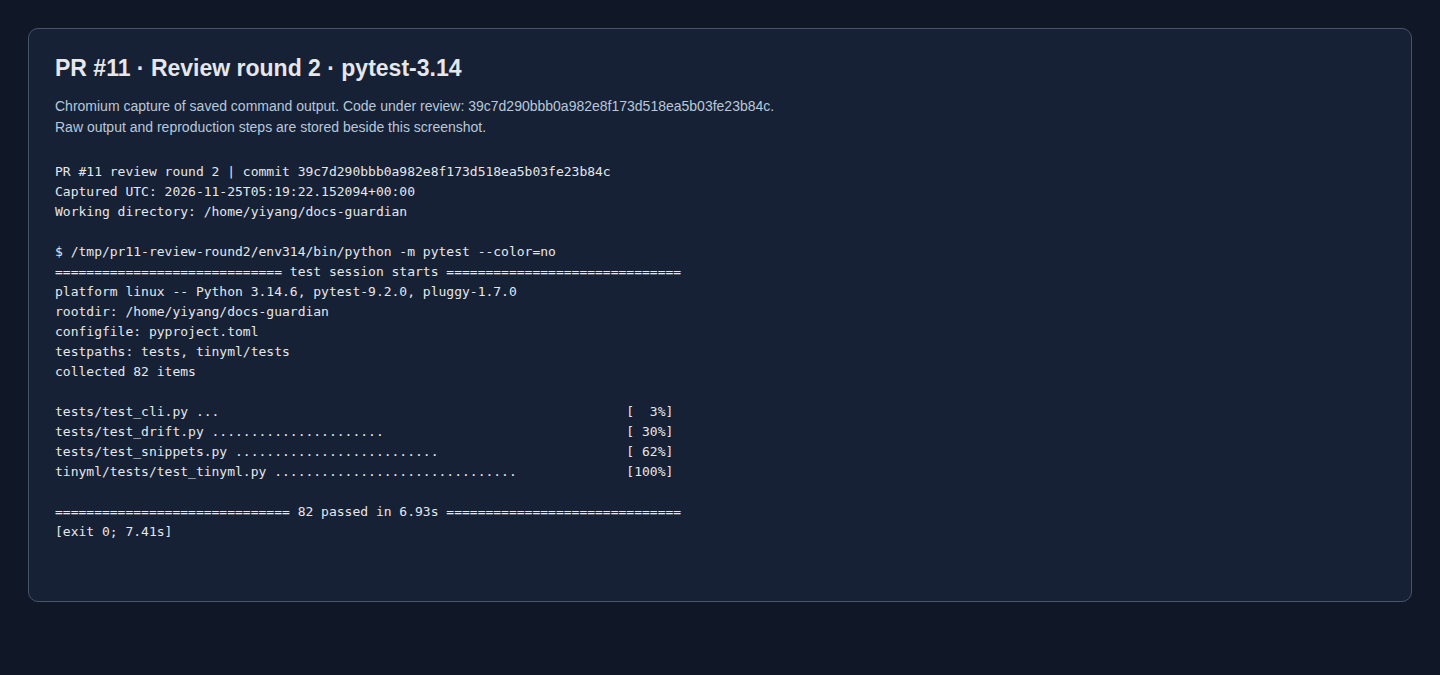 PR #11 · Review round 2 · pytest-3.14
Chromium capture of saved command output. Code under review: 39c7d290bbb0a982e8f173d518ea5b03fe23b84c.
Raw output and reproduction steps are stored beside this screenshot.
PR #11 review round 2 | commit 39c7d290bbb0a982e8f173d518ea5b03fe23b84c
Captured UTC: 2026-11-25T05:19:22.152094+00:00
Working directory: /home/yiyang/docs-guardian
$ /tmp/pr11-review-round2/env314/bin/python -m pytest --color=no
============================= test session starts ==============================
platform linux -- Python 3.14.6, pytest-9.2.0, pluggy-1.7.0
rootdir: /home/yiyang/docs-guardian
configfile: pyproject.toml
testpaths: tests, tinyml/tests
collected 82 items
tests/test_cli.py ...                                                    [  3%]
tests/test_drift.py ......................                               [ 30%]
tests/test_snippets.py ..........................                        [ 62%]
tinyml/tests/test_tinyml.py ...............................              [100%]
============================== 82 passed in 6.93s ==============================
[exit 0; 7.41s]